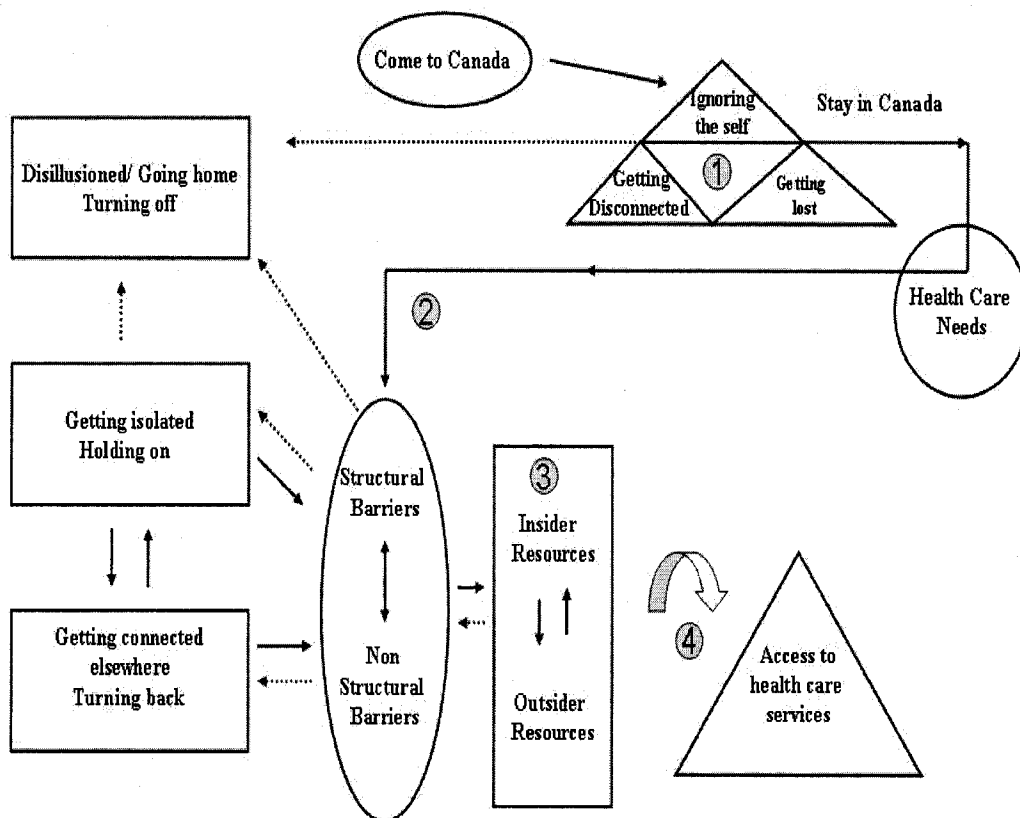 Come to Canada
Ignoring
the self
Stay in Canada
1
Getting
Disconnected
Getting
lost
Disillusioned/ Going home
Turning off
Health Care
Needs
2
Getting isolated
Holding on
Structural
Barriers
3
Insider
Resources
Getting connected
elsewhere
Turning back
Non
Structural
Barriers
Outsider
Resources
4
Access to
health care
services